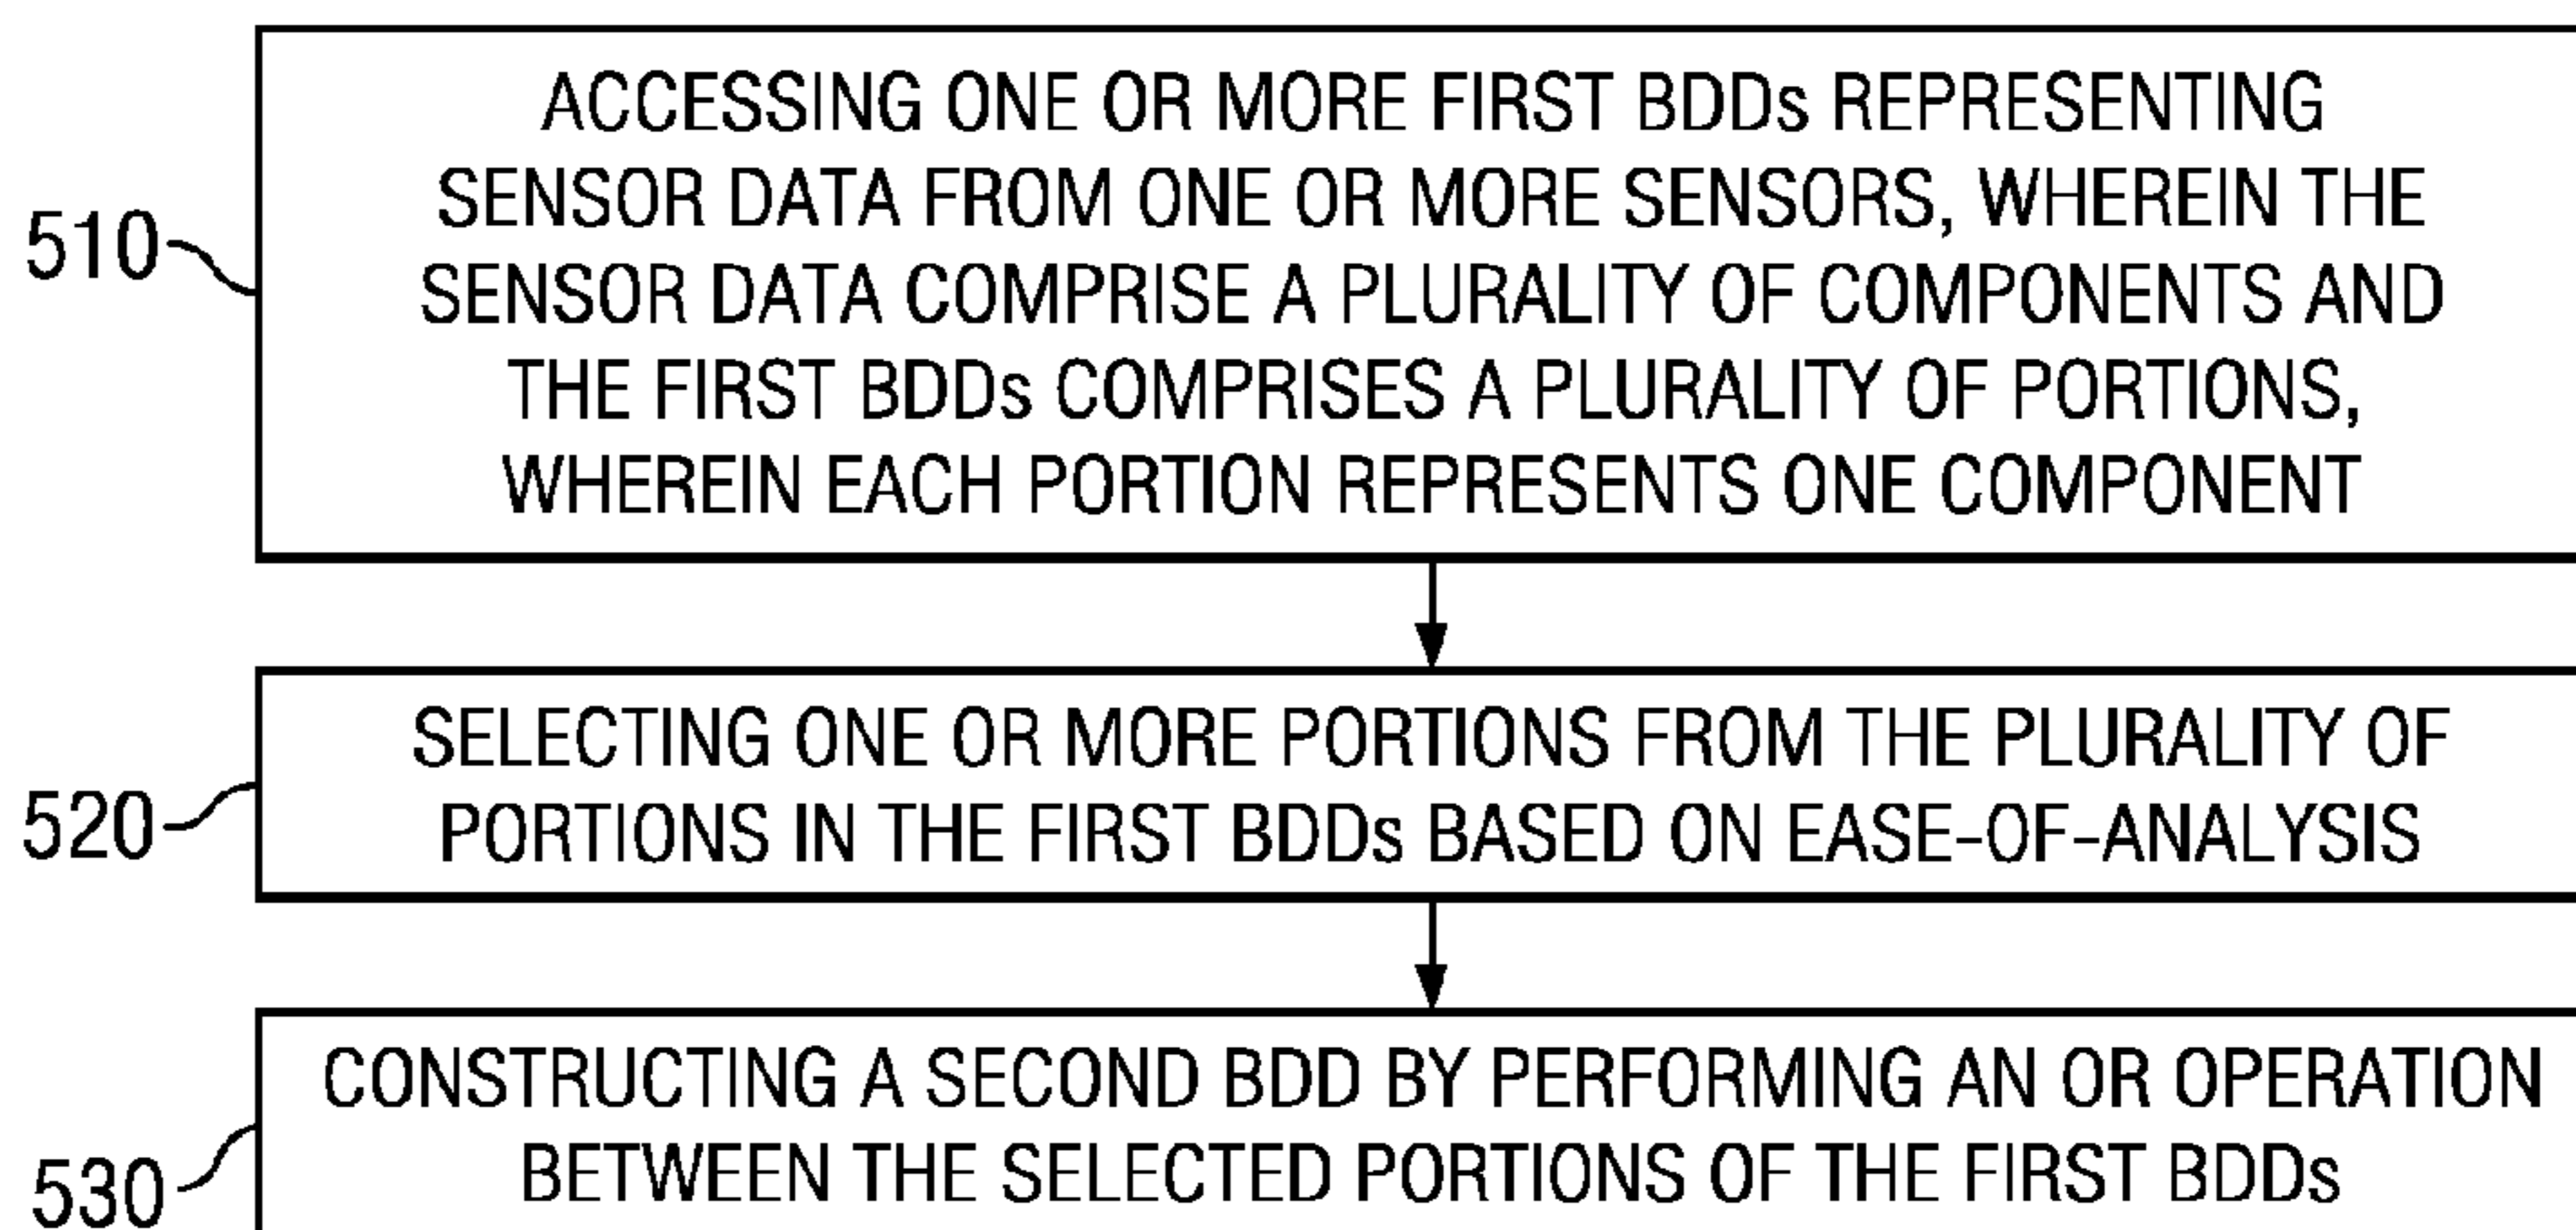 ACCESSING ONE OR MORE FIRST BDDs REPRESENTING
SENSOR DATA FROM ONE OR MORE SENSORS, WHEREIN THE
510
SENSOR DATA COMPRISE A PLURALITY OF COMPONENTS AND
THE FIRST BDDs COMPRISES A PLURALITY OF PORTIONS,
WHEREIN EACH PORTION REPRESENTS ONE COMPONENT
SELECTING ONE OR MORE PORTIONS FROM THE PLURALITY OF
520
PORTIONS IN THE FIRST BDDs BASED ON EASE-OF-ANALYSIS
CONSTRUCTING A SECOND BDD BY PERFORMING AN OR OPERATION
530
BETWEEN THE SELECTED PORTIONS OF THE FIRST BDDs